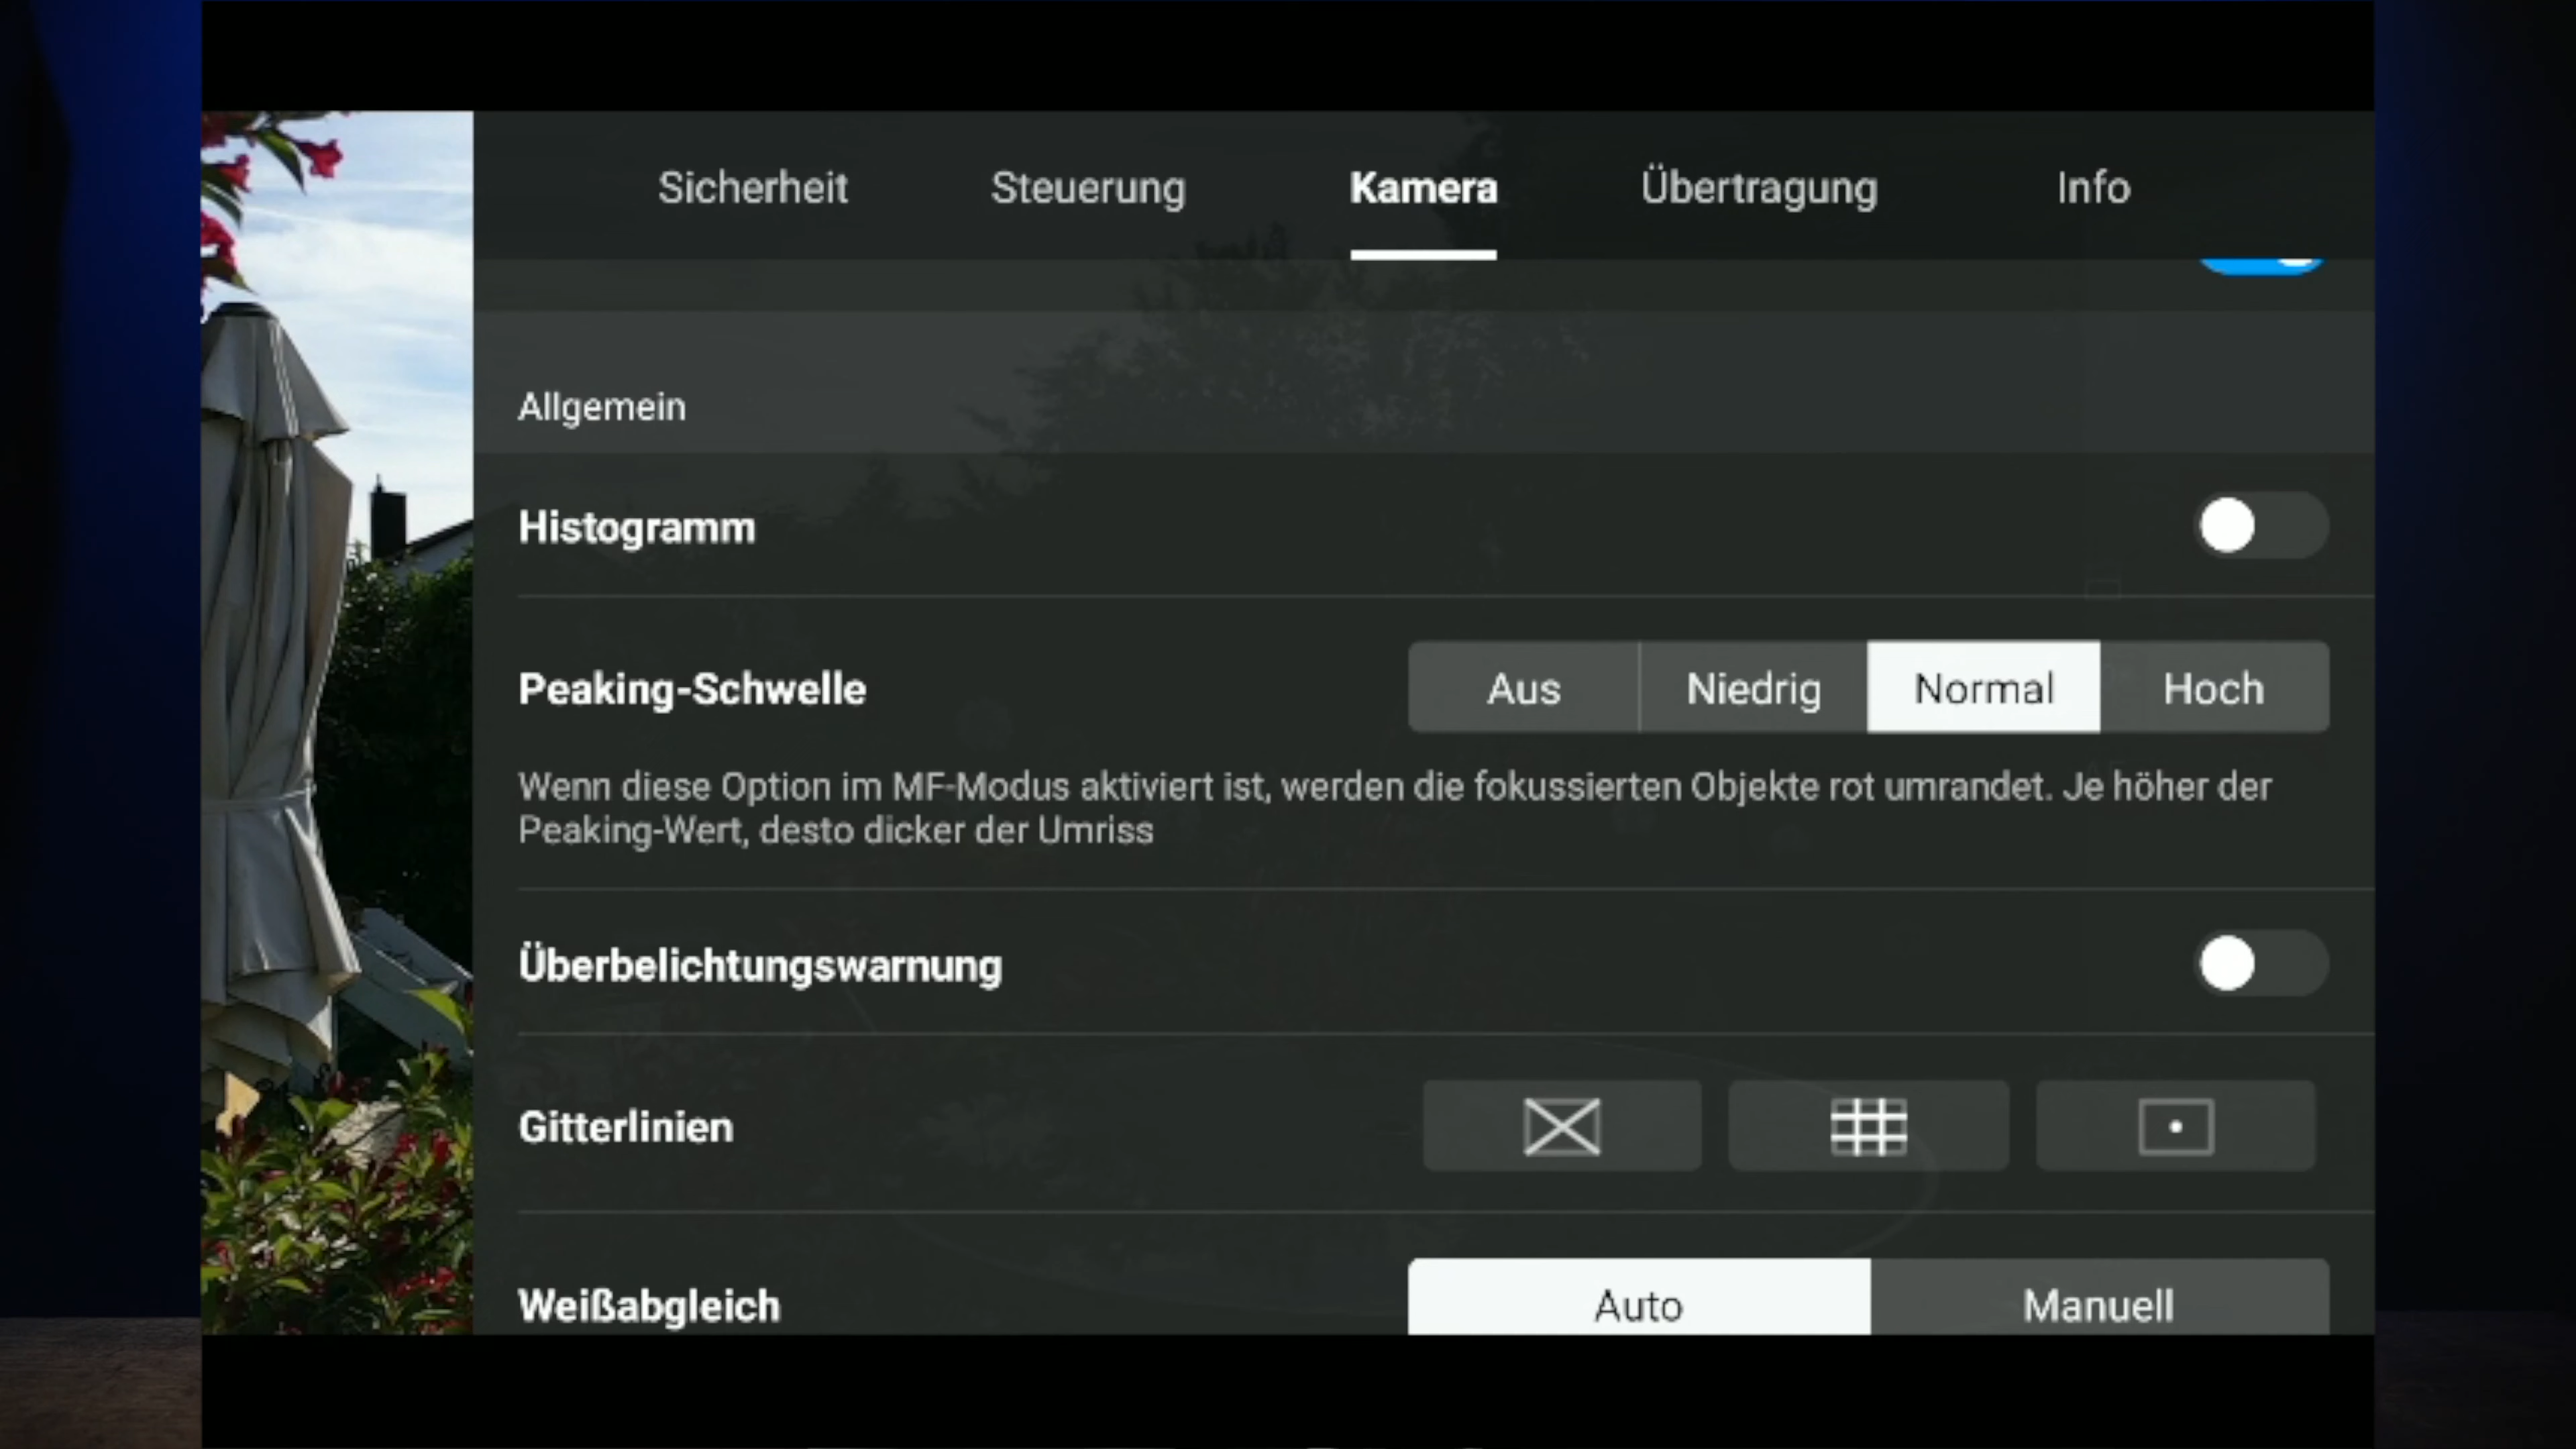 Sicherheit Steuerung Kamera Übertragung Info
Allgemein
Histogramm
Peaking-Schwelle Aus Niedrig Normal Hoch
Wenn diese Option im MF-Modus aktiviert ist, werden die fokussierten Objekte rot umrandet. Je höher der
Peaking-Wert, desto dicker der Umriss
Überbelichtungswarnung
Gitterlinien
Weißabgleich Auto Manuell